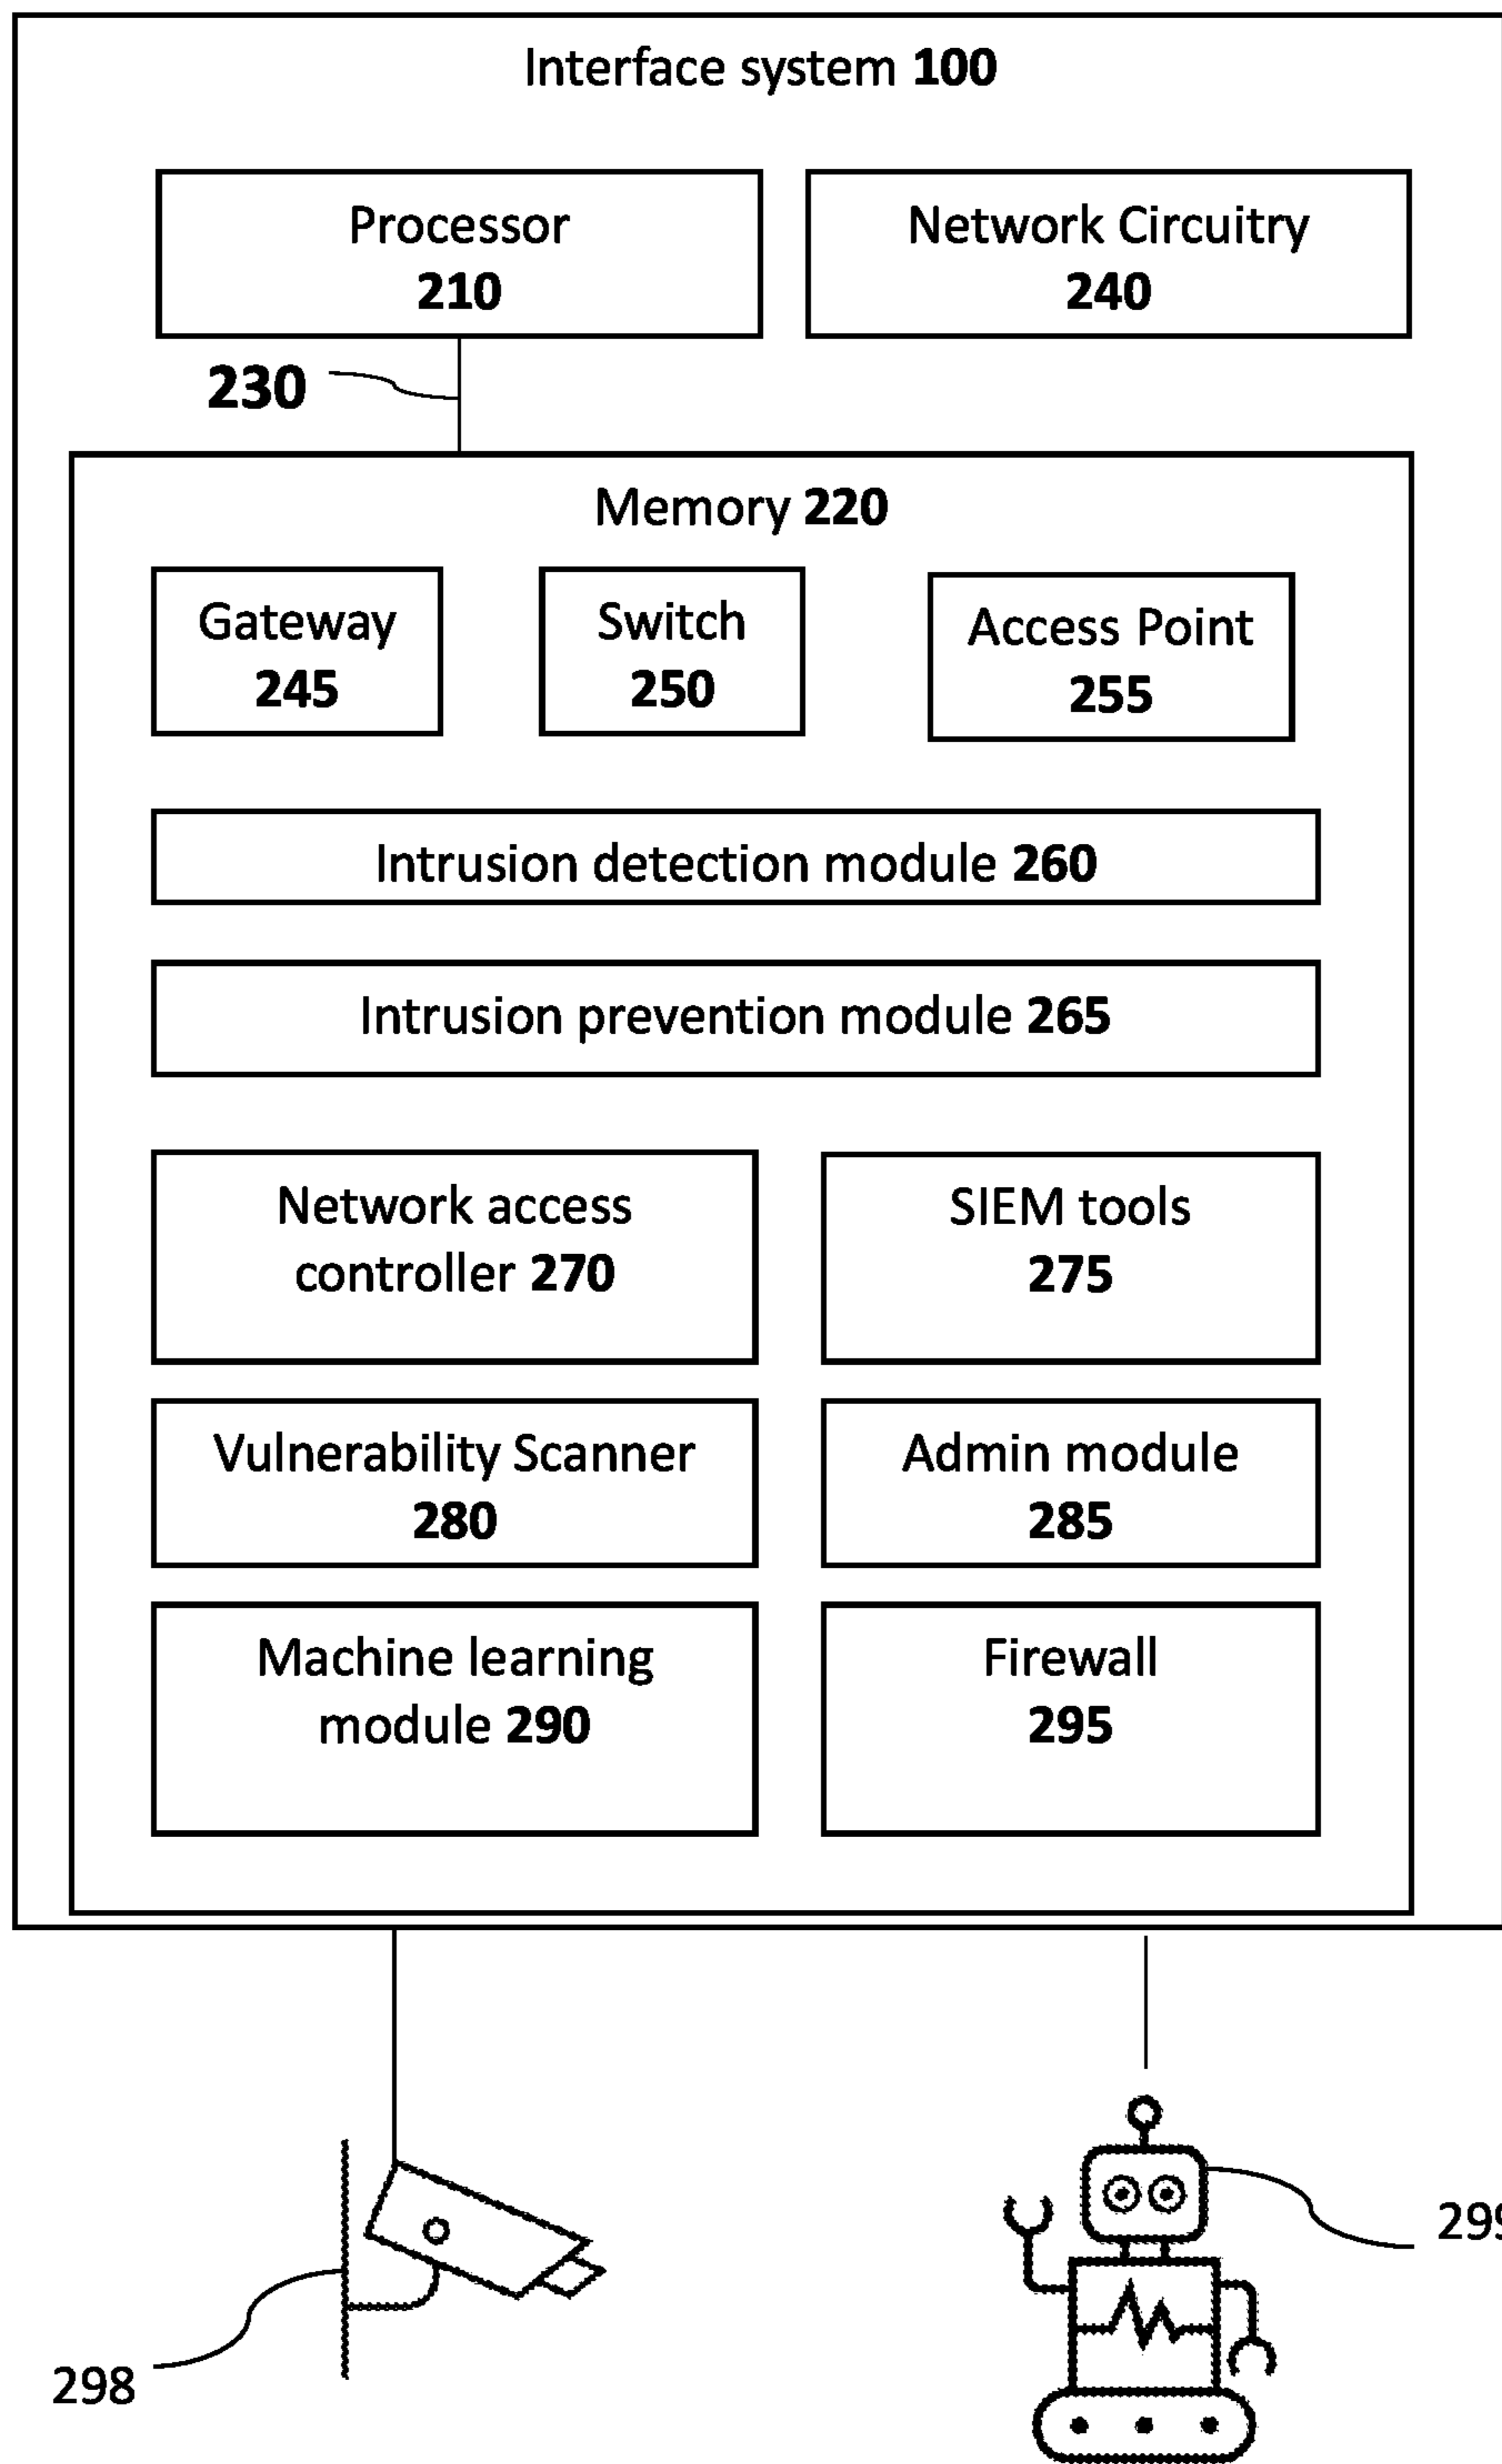 Interface system 100
Processor
210
Network Circuitry
240
230
Memory 220
Gateway
245
Switch
250
Access Point
255
Intrusion detection module 260
Intrusion prevention module 265
Network access
controller 270
SIEM tools
275
Vulnerability Scanner
280
Admin module
285
Machine learning
module 290
Firewall
295
298